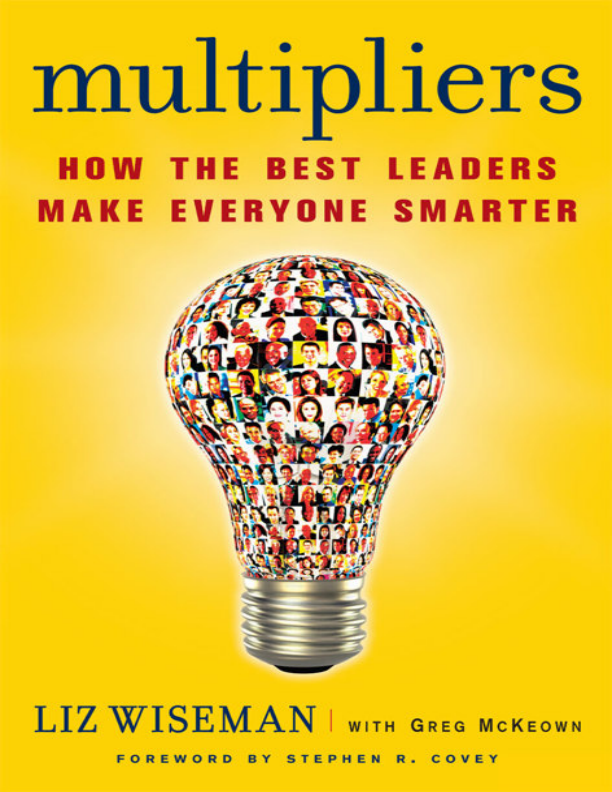 multipliers
HOW THE BEST LEADERS
MAKE EVERYONE SMARTER
LIZ WISEMAN | WITH GREG MCKEOWN
FOREWORD BY STEPHEN R. COVEY